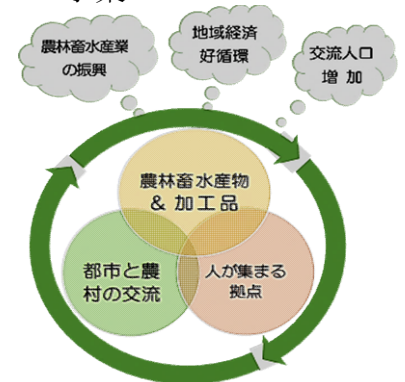 農林畜水産業
の振興
地域経済
好循環
交流人口
増 加
農林畜水産物
& 加工品
都市と農
村の交流
人が集まる
拠点